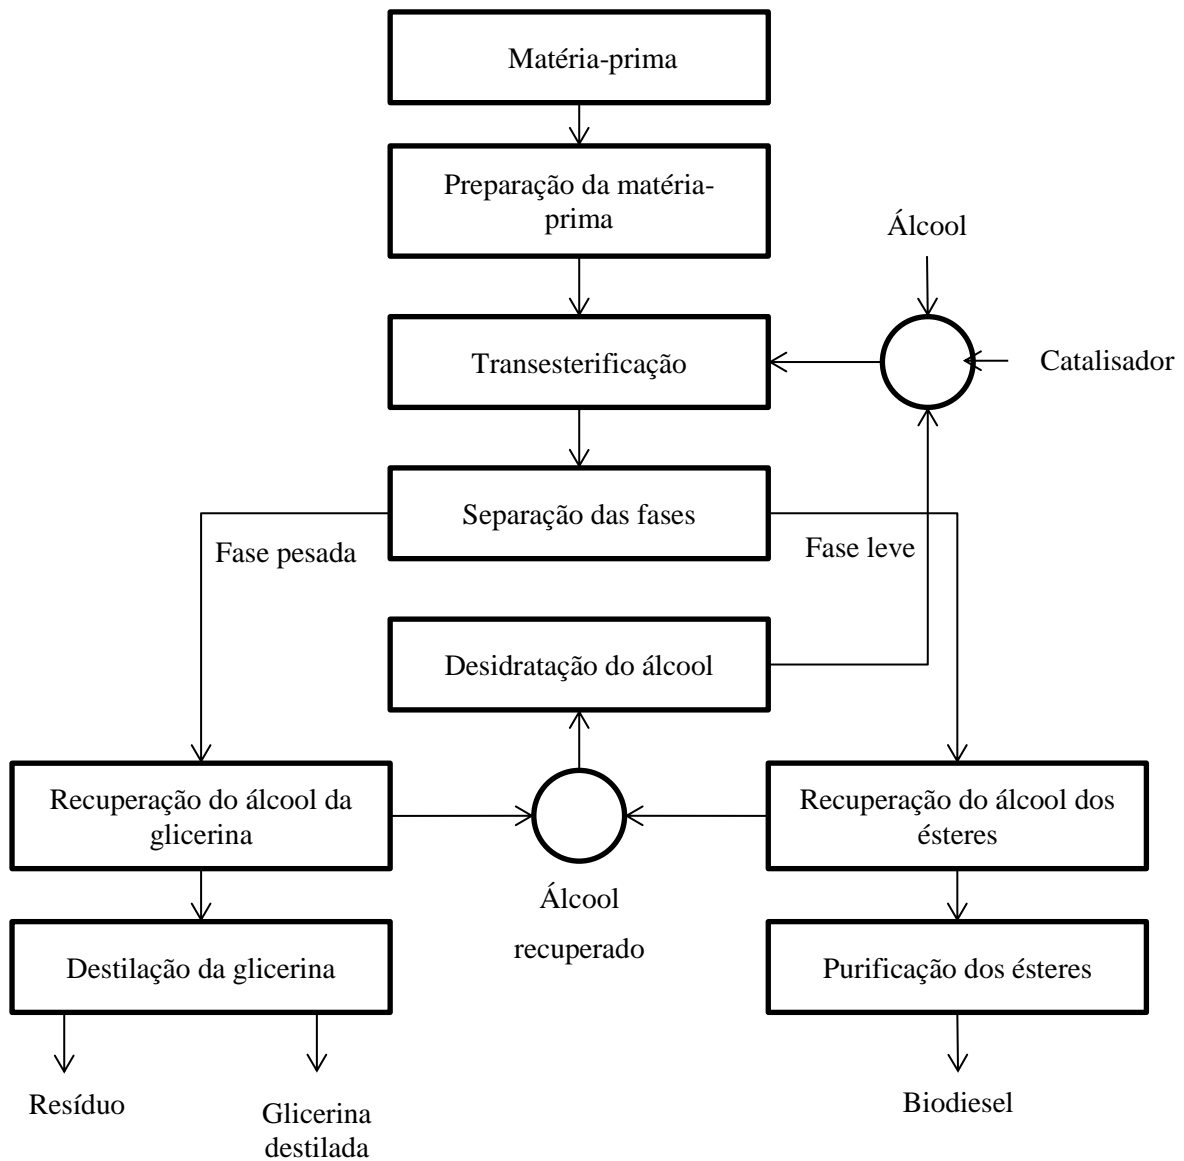 Matéria-prima
Preparação da matéria-
prima
Álcool
Transesterificação
Catalisador
Separação das fases
Fase pesada
Fase leve
Desidratação do álcool
Recuperação do álcool da
glicerina
Recuperação do álcool dos
ésteres
Álcool
recuperado
Destilação da glicerina
Purificação dos ésteres
Resíduo
Glicerina
destilada
Biodiesel